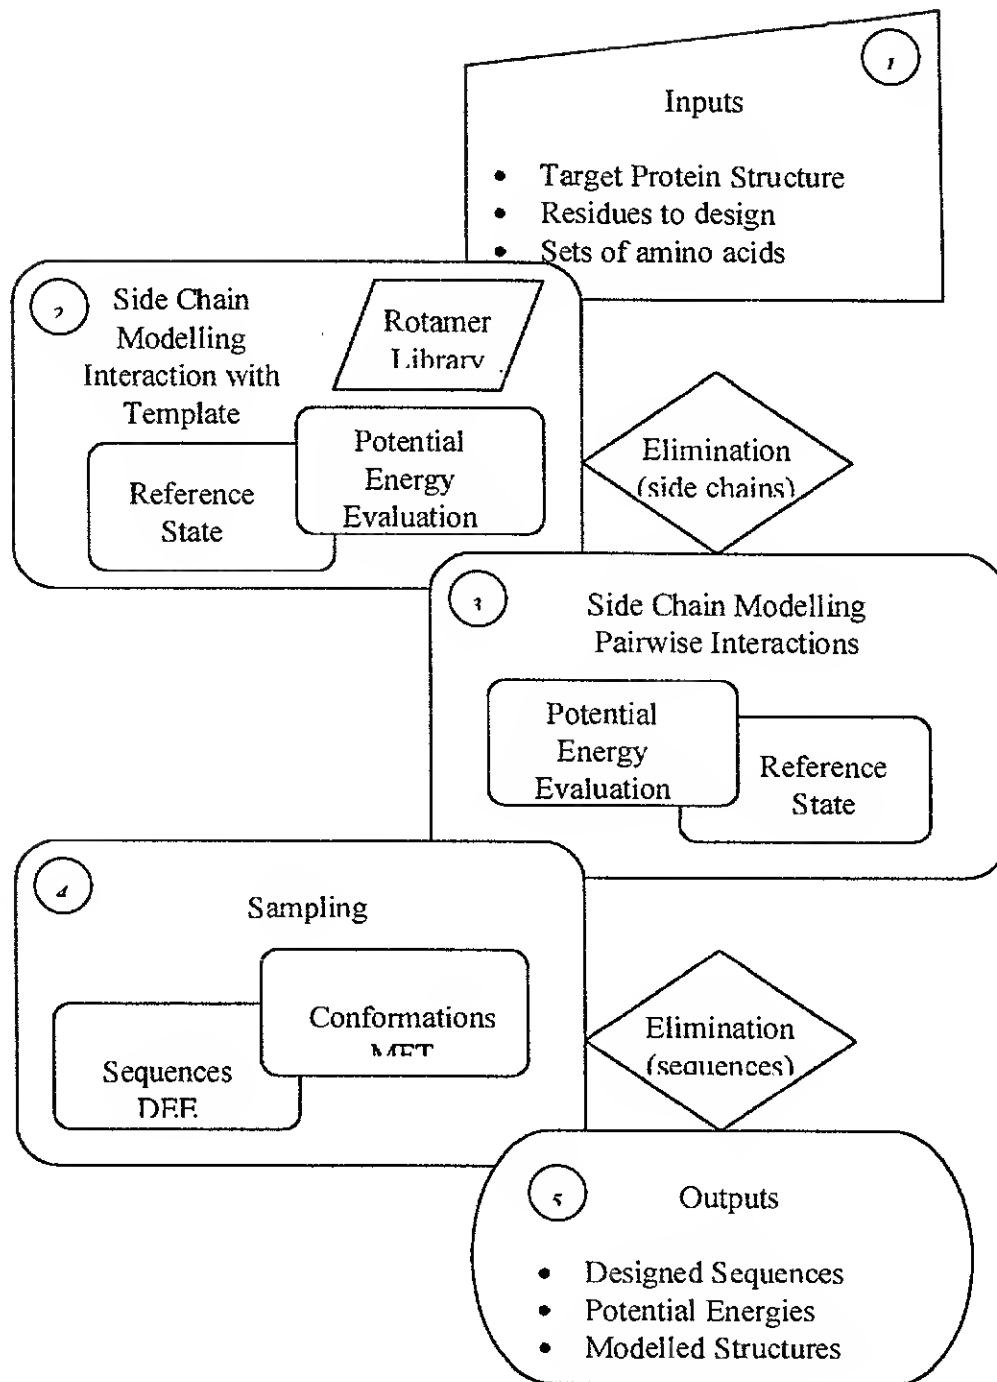 1
Inputs
• Target Protein Structure
• Residues to design
• Sets of amino acids
2
Side Chain
Modelling
Interaction with
Template
Rotamer
Library
Potential
Energy
Evaluation
Reference
State
Elimination
(side chains)
3
Side Chain Modelling
Pairwise Interactions
Potential
Energy
Evaluation
Reference
State
4
Sampling
Conformations
MFT
Sequences
DEE
Elimination
(sequences)
5
Outputs
• Designed Sequences
• Potential Energies
• Modelled Structures